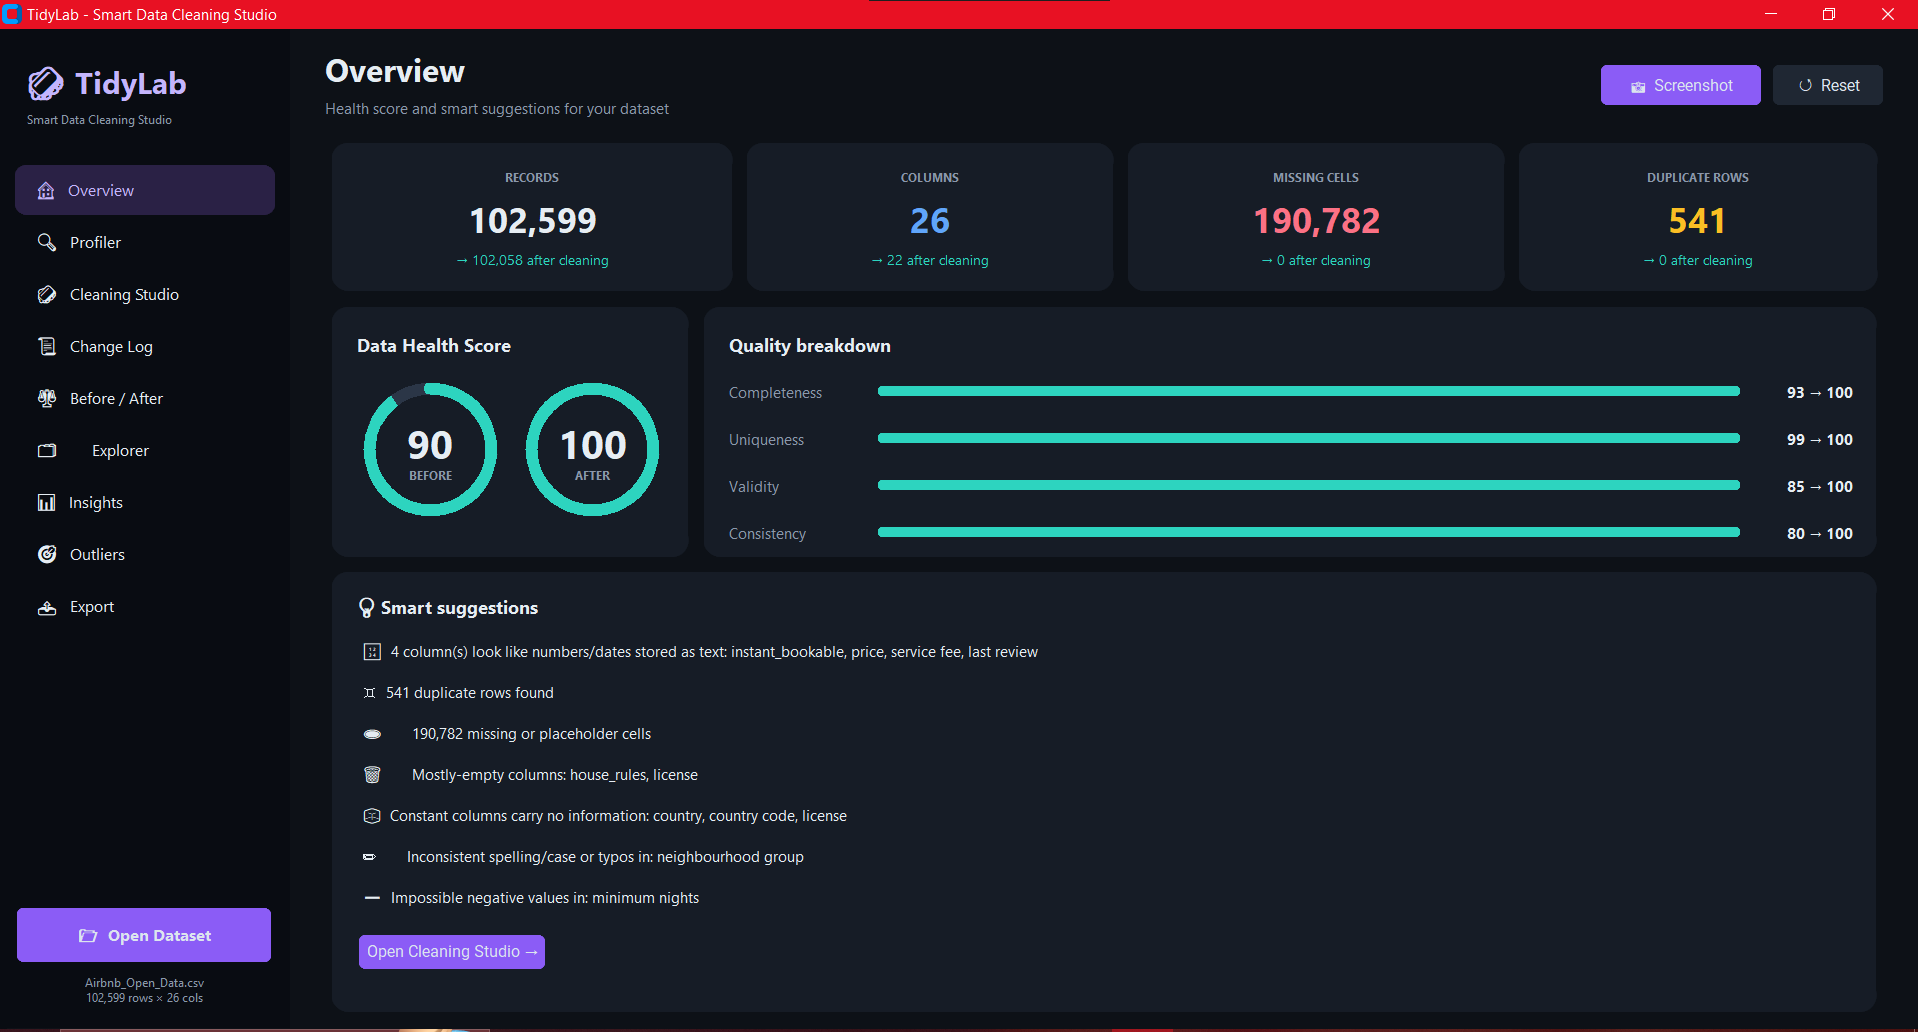 TidyLab - Smart Data Cleaning Studio
TidyLab
Smart Data Cleaning Studio
Overview
Profiler
Cleaning Studio
Change Log
Before / After
Explorer
Insights
Outliers
Export
Open Dataset
Airbnb_Open_Data.csv
102,599 rows × 26 cols
Overview
Health score and smart suggestions for your dataset
Screenshot
Reset
RECORDS
102,599
→ 102,058 after cleaning
COLUMNS
26
→ 22 after cleaning
MISSING CELLS
190,782
→ 0 after cleaning
DUPLICATE ROWS
541
→ 0 after cleaning
Data Health Score
90
BEFORE
100
AFTER
Quality breakdown
Completeness 93 → 100
Uniqueness 99 → 100
Validity 85 → 100
Consistency 80 → 100
Smart suggestions
4 column(s) look like numbers/dates stored as text: instant_bookable, price, service fee, last review
541 duplicate rows found
190,782 missing or placeholder cells
Mostly-empty columns: house_rules, license
Constant columns carry no information: country, country code, license
Inconsistent spelling/case or typos in: neighbourhood group
Impossible negative values in: minimum nights
Open Cleaning Studio →